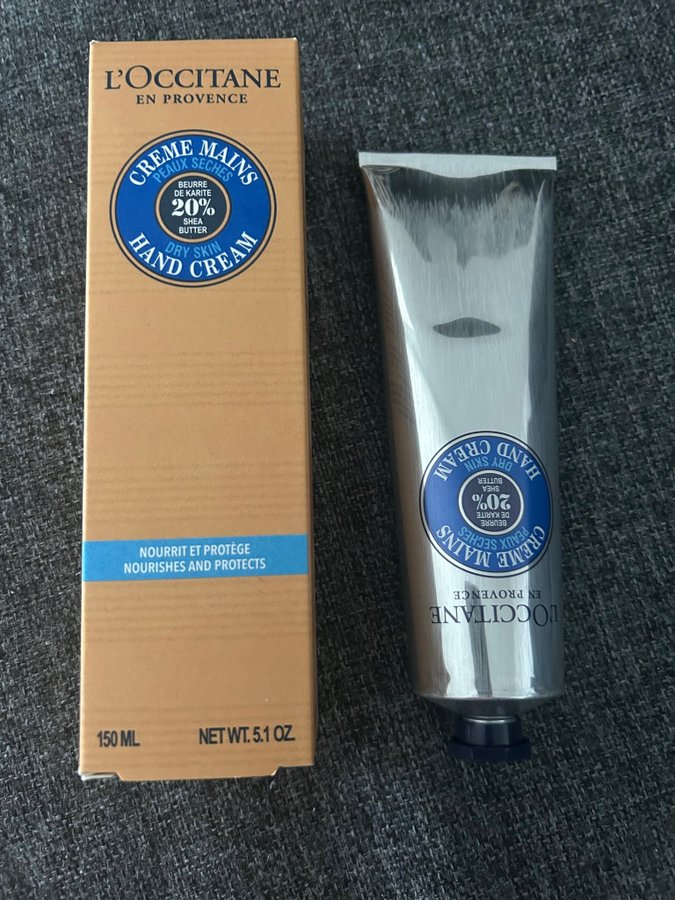 L'OCCITANE
EN PROVENCE
CREME MAINS
PEAUX SECHES
BEURRE
DE KARITE
20%
SHEA
BUTTER
DRY SKIN
HAND CREAM
NOURRIT ET PROTÈGE
NOURISHES AND PROTECTS
150 ML NET WT. 5.1 OZ.
L'OCCITANE
EN PROVENCE
CREME MAINS
PEAUX SECHES
BEURRE
DE KARITE
20%
SHEA
BUTTER
DRY SKIN
HAND CREAM